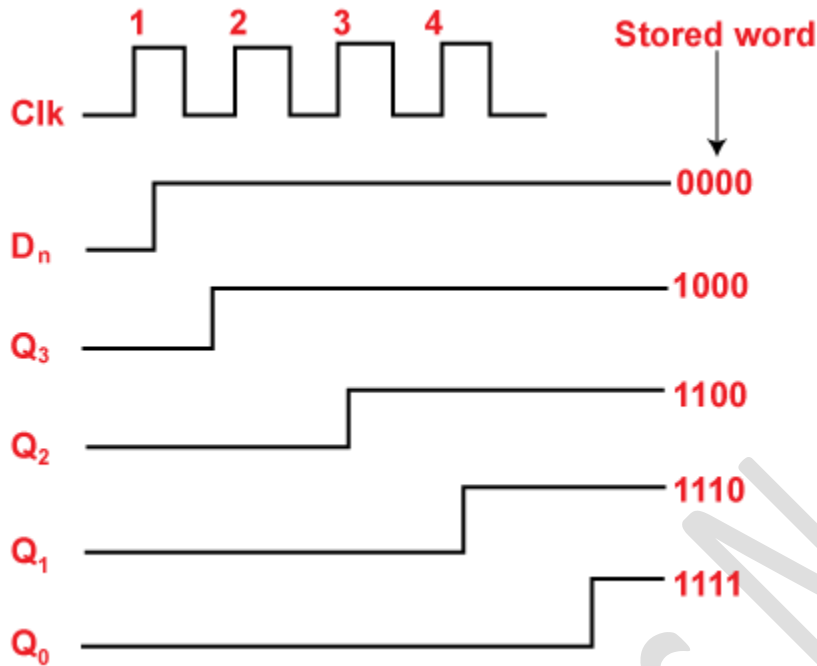 1 2 3 4
Stored word
Clk
0000
Dₙ
1000
Q₃
1100
Q₂
1110
Q₁
1111
Q₀